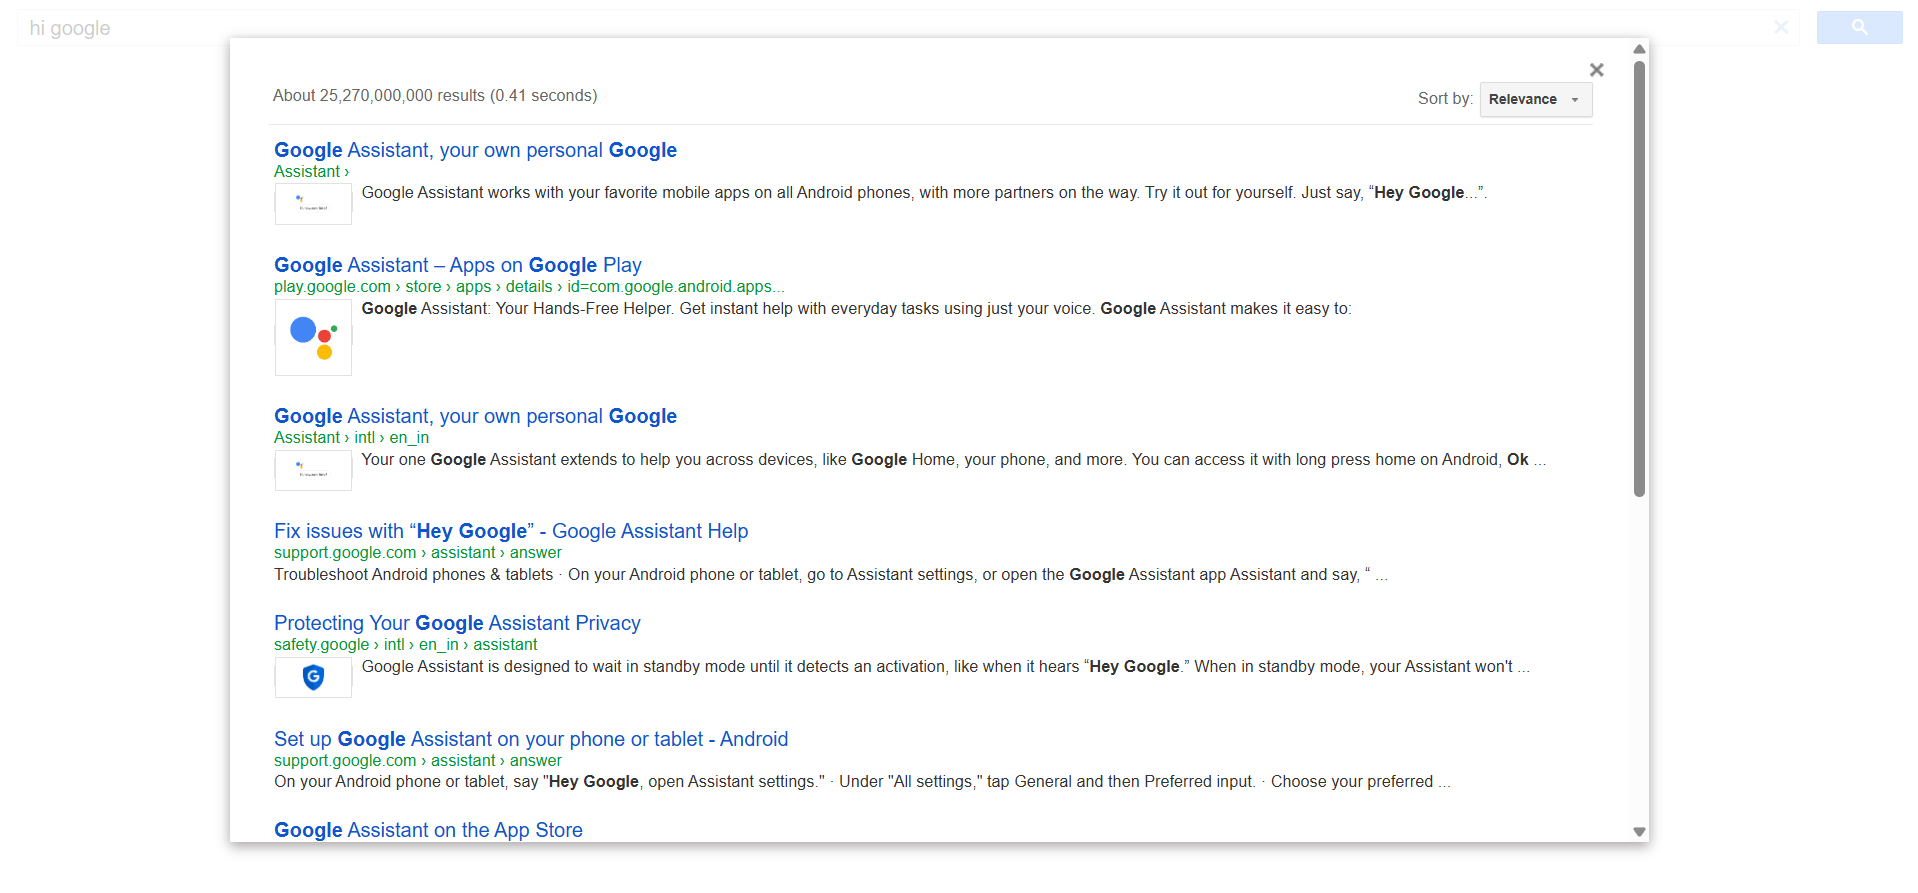 hi google
About 25,270,000,000 results (0.41 seconds)
Sort by: Relevance
Google Assistant, your own personal Google
Assistant ›
Google Assistant works with your favorite mobile apps on all Android phones, with more partners on the way. Try it out for yourself. Just say, “Hey Google...”.
Google Assistant – Apps on Google Play
play.google.com › store › apps › details › id=com.google.android.apps...
Google Assistant: Your Hands-Free Helper. Get instant help with everyday tasks using just your voice. Google Assistant makes it easy to:
Google Assistant, your own personal Google
Assistant › intl › en_in
Your one Google Assistant extends to help you across devices, like Google Home, your phone, and more. You can access it with long press home on Android, Ok ...
Fix issues with “Hey Google” - Google Assistant Help
support.google.com › assistant › answer
Troubleshoot Android phones & tablets · On your Android phone or tablet, go to Assistant settings, or open the Google Assistant app Assistant and say, “ ...
Protecting Your Google Assistant Privacy
safety.google › intl › en_in › assistant
G
Google Assistant is designed to wait in standby mode until it detects an activation, like when it hears “Hey Google.” When in standby mode, your Assistant won't ...
Set up Google Assistant on your phone or tablet - Android
support.google.com › assistant › answer
On your Android phone or tablet, say "Hey Google, open Assistant settings." · Under "All settings," tap General and then Preferred input. · Choose your preferred ...
Google Assistant on the App Store